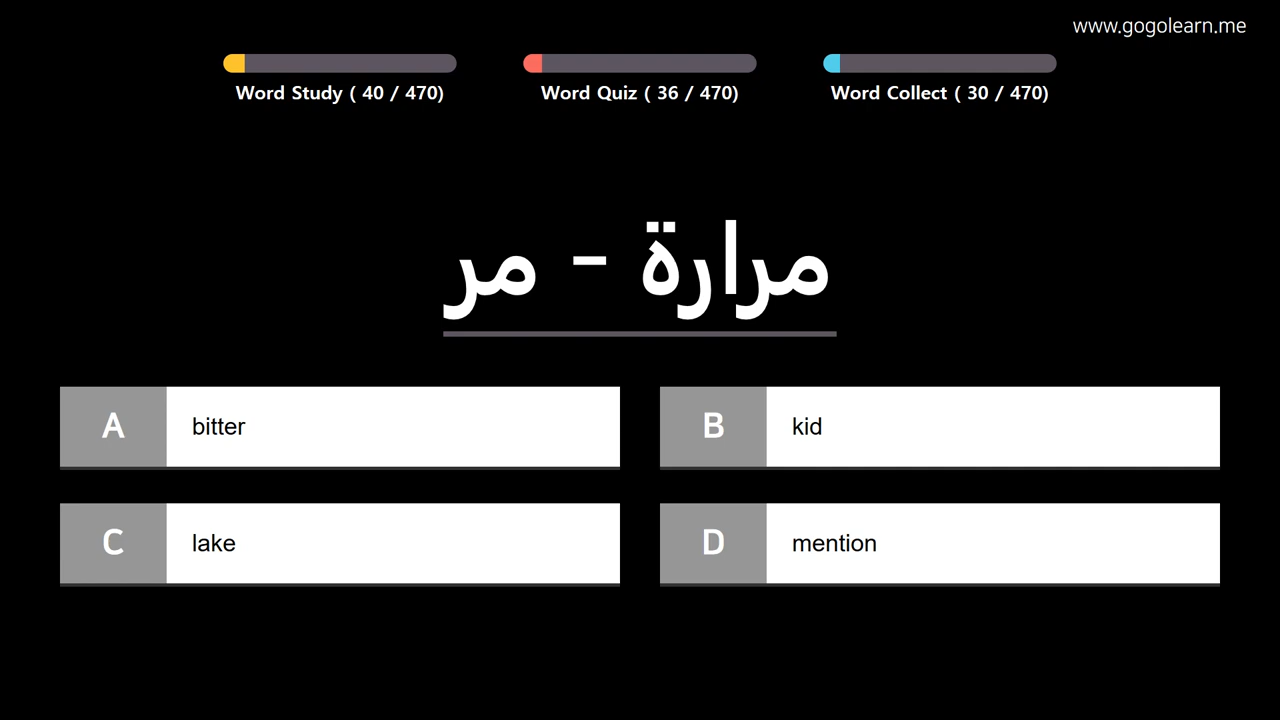 www.gogolearn.me
Word Study ( 40 / 470)
Word Quiz ( 36 / 470)
Word Collect ( 30 / 470)
مرارة - مر
A bitter
B kid
C lake
D mention